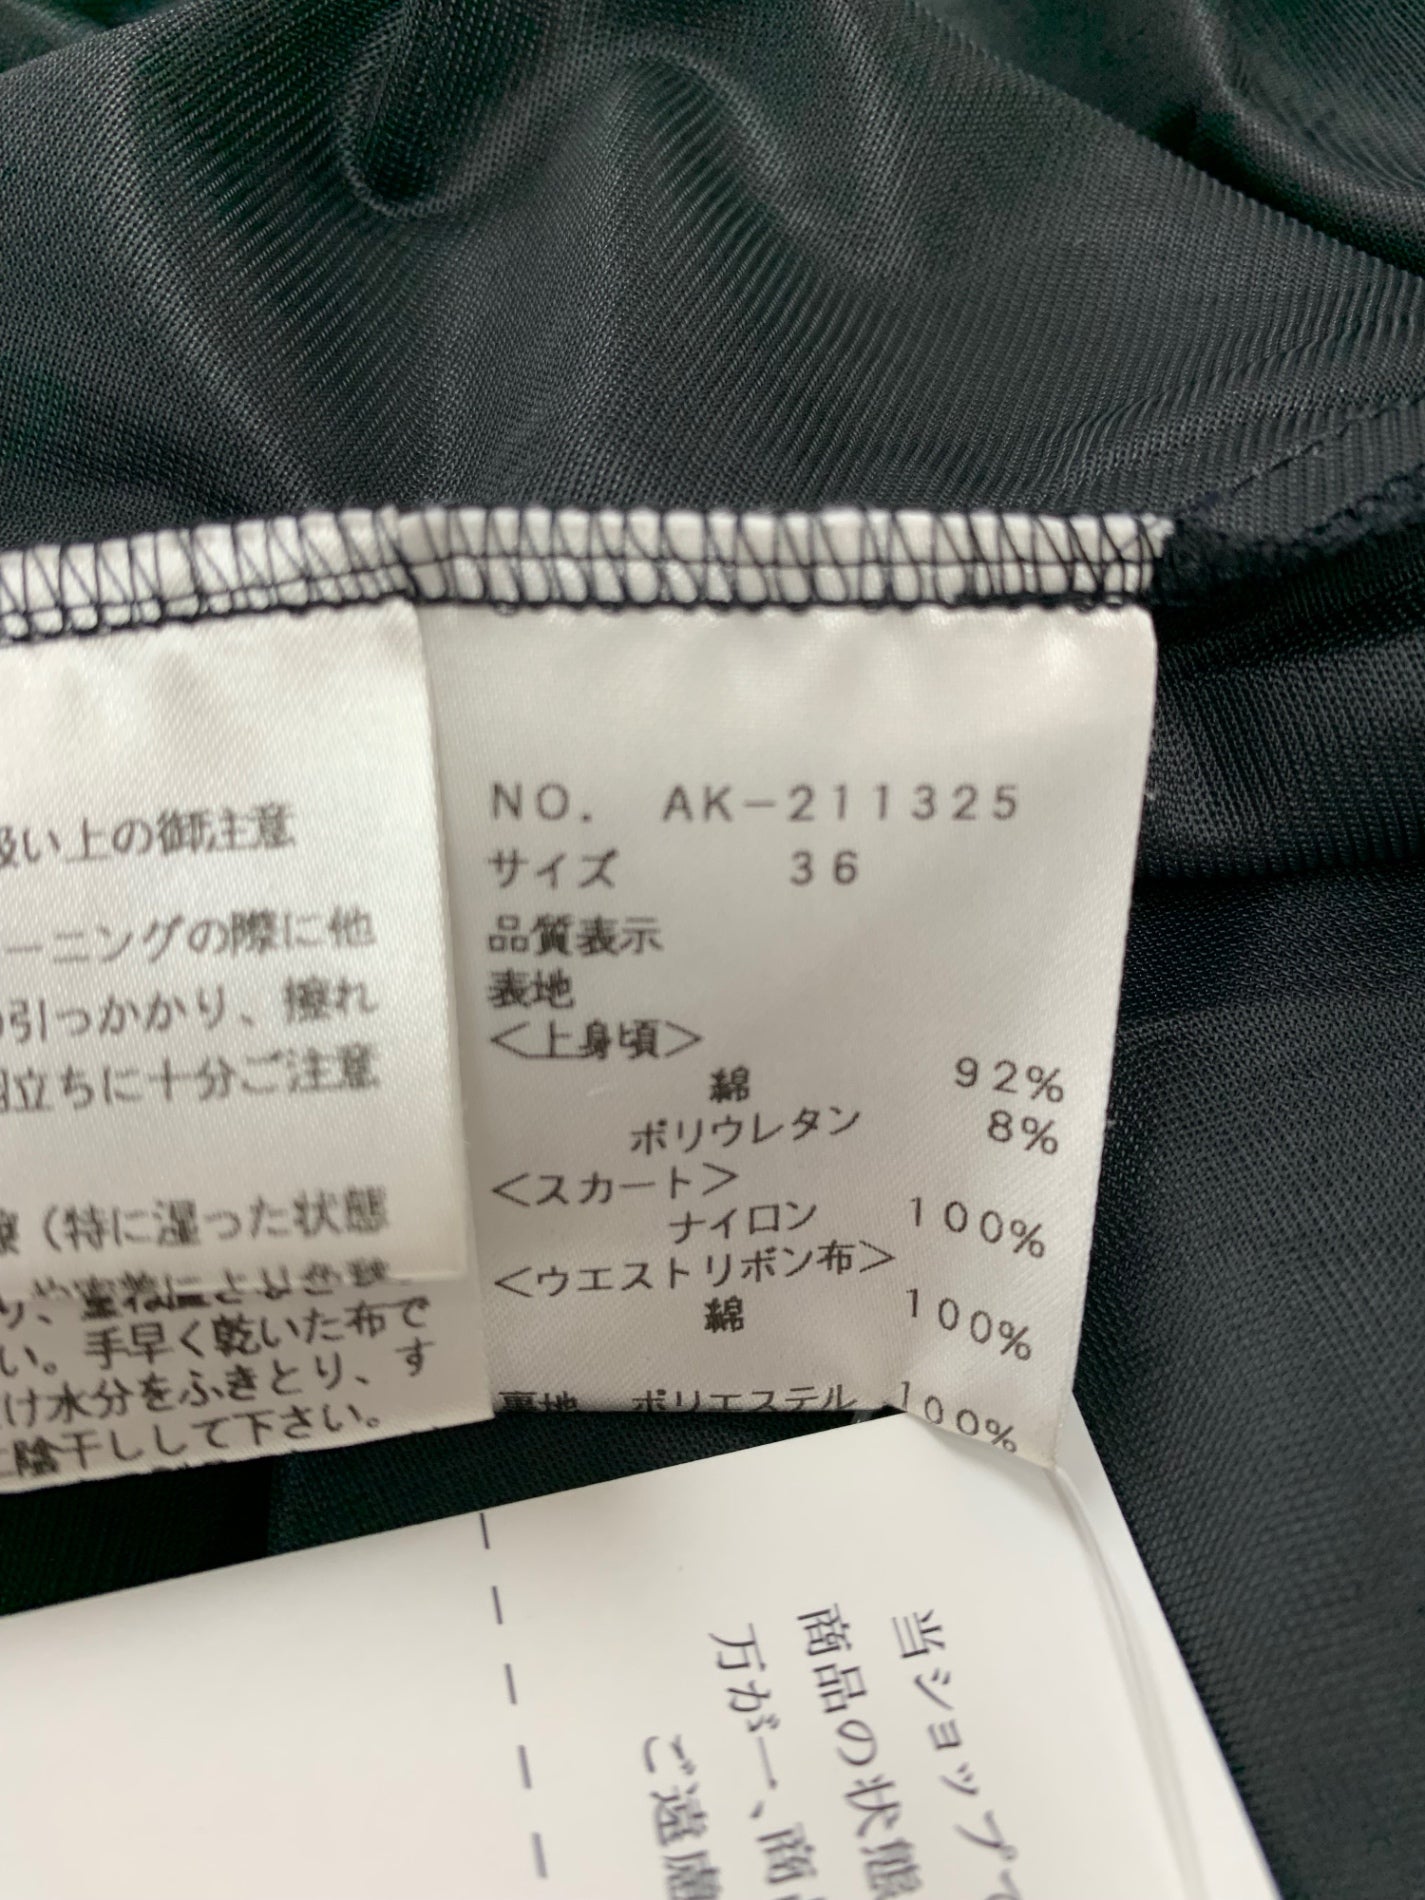 扱い上の御注意
ーニングの際に他
の引っかかり、擦れ
立ちに十分ご注意
(特に湿った状態
い。手早く乾いた布で
け水分をふきとり、す
陰干しして下さい。
NO. AK-211325
サイズ 36
品質表示
表地
<上身頃>
綿 92%
ポリウレタン 8%
<スカート>
ナイロン 100%
<ウエストリボン布>
綿 100%
裏地 ポリエステル 100%
当ショップで
商品の状態
万が一、商
ご遠慮